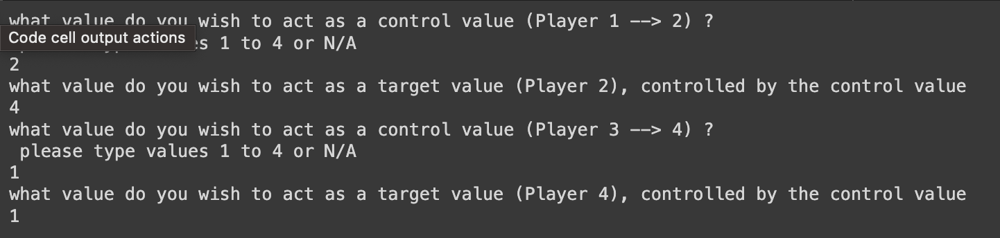 what value do you wish to act as a control value (Player 1 --> 2) ?
Code cell output actions
s 1 to 4 or N/A
2
what value do you wish to act as a target value (Player 2), controlled by the control value
4
what value do you wish to act as a control value (Player 3 --> 4) ?
please type values 1 to 4 or N/A
1
what value do you wish to act as a target value (Player 4), controlled by the control value
1